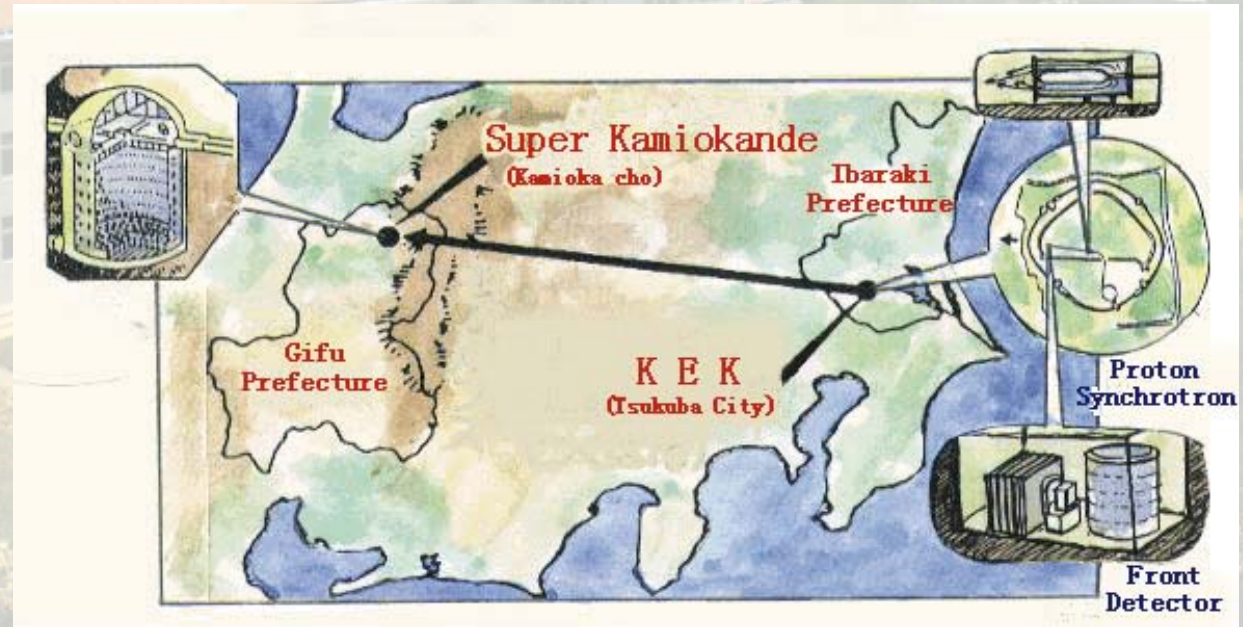 Super Kamiokande
(Kamioka cho)
Ibaraki
Prefecture
Gifu
Prefecture
K E K
(Tsukuba City)
Proton
Synchrotron
Front
Detector